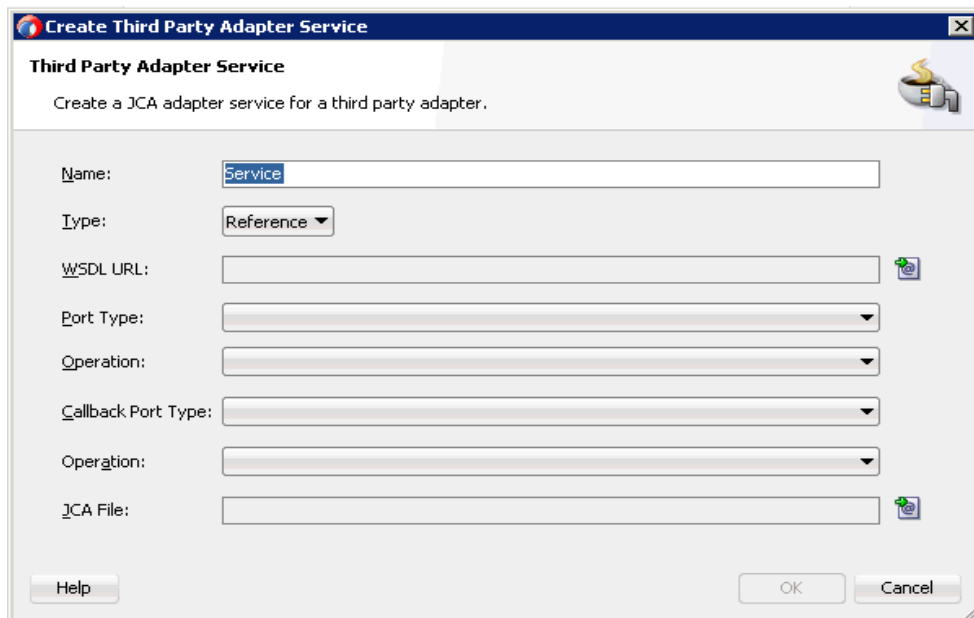 Create Third Party Adapter Service
Third Party Adapter Service
Create a JCA adapter service for a third party adapter.
Name: Service
Type: Reference
WSDL URL:
Port Type:
Operation:
Callback Port Type:
Operation:
JCA File:
Help OK Cancel